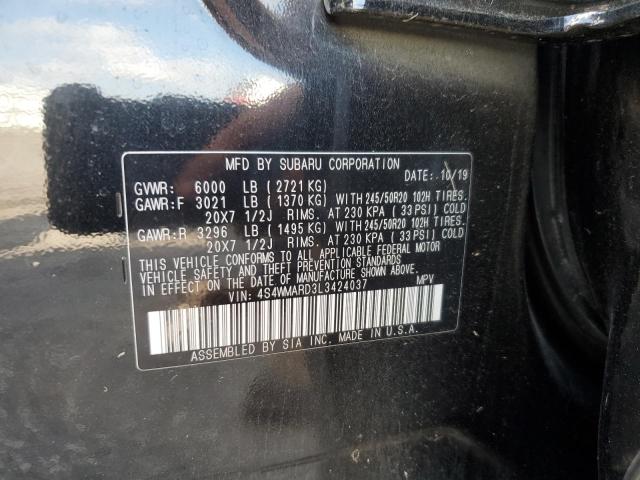 MFD BY SUBARU CORPORATION
DATE: 10/19
GVWR: 6000 LB ( 2721 KG)
GAWR:F 3021 LB ( 1370 KG) WITH 245/50R20 102H TIRES.
20X7 1/2J RIMS. AT 230 KPA ( 33 PSI) COLD
GAWR:R 3296 LB ( 1495 KG) WITH 245/50R20 102H TIRES.
20X7 1/2J RIMS. AT 230 KPA ( 33 PSI) COLD
THIS VEHICLE CONFORMS TO ALL APPLICABLE FEDERAL MOTOR
VEHICLE SAFETY AND THEFT PREVENTION STANDARDS
IN EFFECT ON THE DATE OF MANUFACTURE SHOWN ABOVE.
VIN: 4S4WMARD3L3424037 MPV
ASSEMBLED BY SIA INC. MADE IN U.S.A.